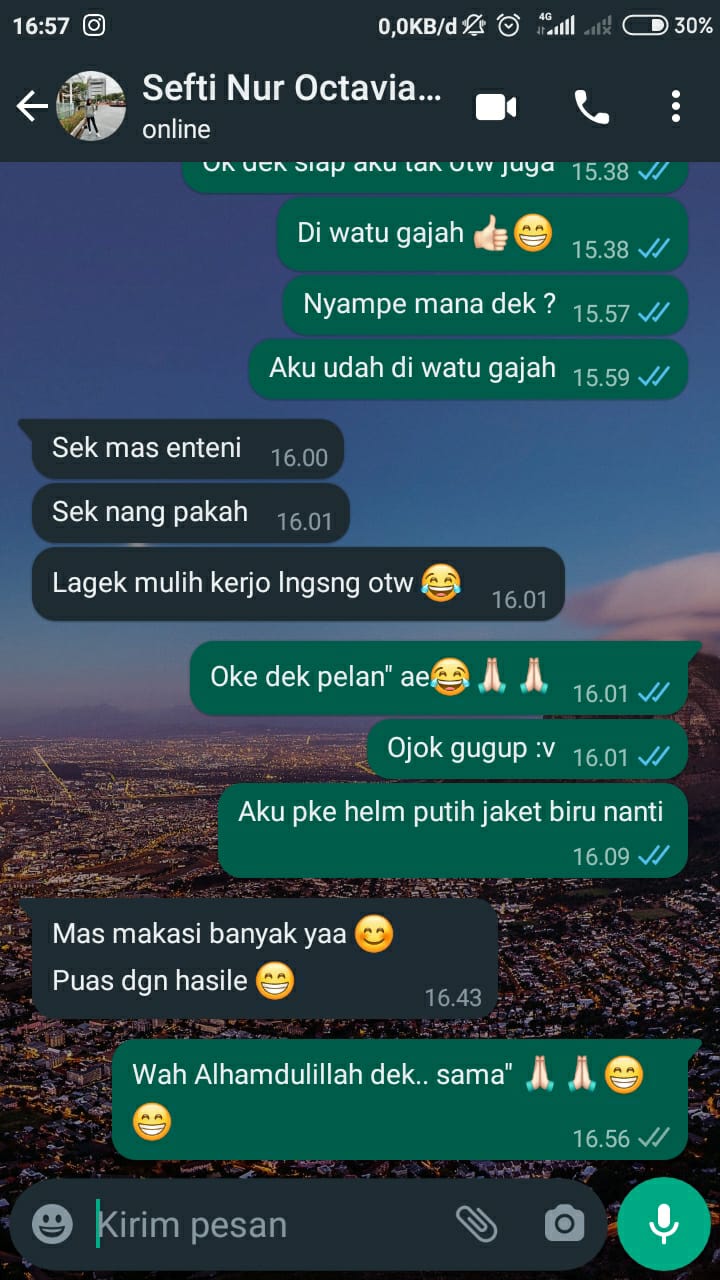 16:57
0,0KB/d
4G
30%
Sefti Nur Octavia...
online
Ok dek siap aku tak otw juga 15.38
Di watu gajah 👍🏻😁 15.38
Nyampe mana dek ? 15.57
Aku udah di watu gajah 15.59
Sek mas enteni 16.00
Sek nang pakah 16.01
Lagek mulih kerjo lngsng otw 😂 16.01
Oke dek pelan" ae😂🙏🏻 🙏🏻 16.01
Ojok gugup :v 16.01
Aku pke helm putih jaket biru nanti
16.09
Mas makasi banyak yaa 😊
Puas dgn hasile 😁 16.43
Wah Alhamdulillah dek.. sama" 🙏🏻 🙏🏻 😁
😁 16.56
Kirim pesan